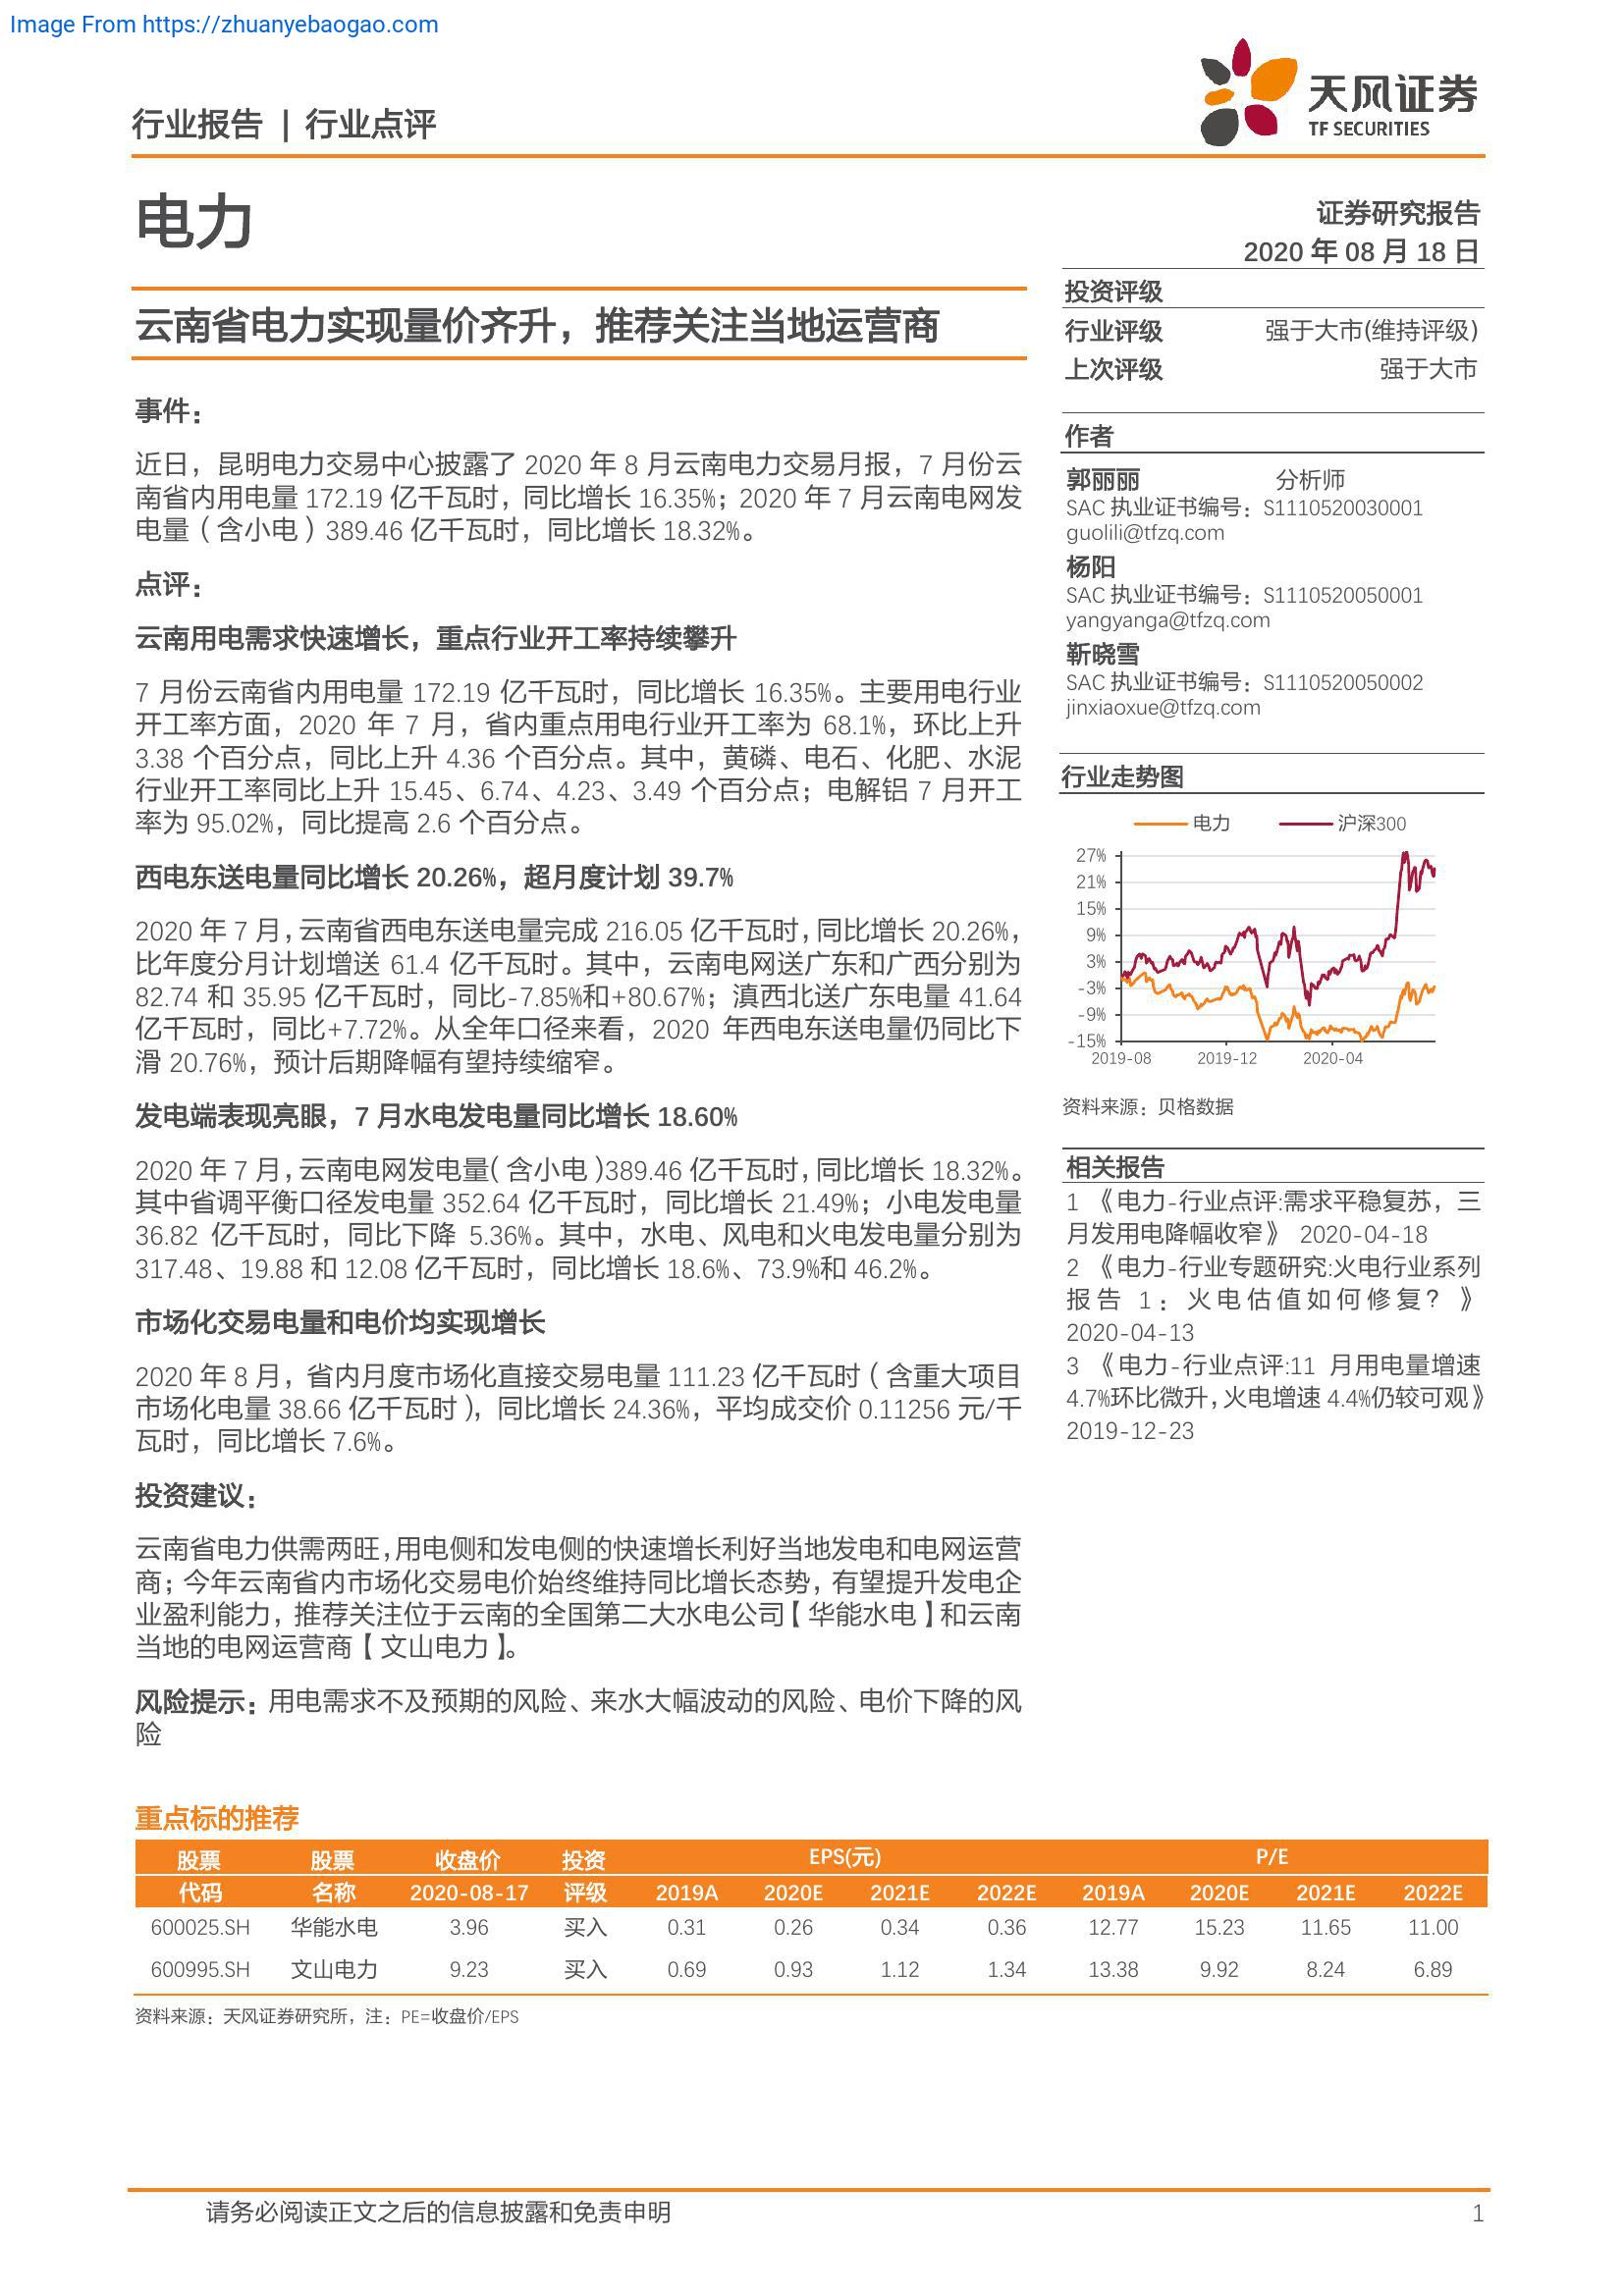 Image From https://zhuanyebaogao.com
行业报告 | 行业点评
天风证券
TF SECURITIES
电力
证券研究报告
2020 年 08 月 18 日
云南省电力实现量价齐升，推荐关注当地运营商
事件：
近日，昆明电力交易中心披露了 2020 年 8 月云南电力交易月报，7 月份云
南省内用电量 172.19 亿千瓦时，同比增长 16.35%；2020 年 7 月云南电网发
电量（含小电）389.46 亿千瓦时，同比增长 18.32%。
点评：
云南用电需求快速增长，重点行业开工率持续攀升
7 月份云南省内用电量 172.19 亿千瓦时，同比增长 16.35%。主要用电行业
开工率方面，2020 年 7 月，省内重点用电行业开工率为 68.1%，环比上升
3.38 个百分点，同比上升 4.36 个百分点。其中，黄磷、电石、化肥、水泥
行业开工率同比上升 15.45、6.74、4.23、3.49 个百分点；电解铝 7 月开工
率为 95.02%，同比提高 2.6 个百分点。
西电东送电量同比增长 20.26%，超月度计划 39.7%
2020 年 7 月，云南省西电东送电量完成 216.05 亿千瓦时，同比增长 20.26%，
比年度分月计划增送 61.4 亿千瓦时。其中，云南电网送广东和广西分别为
82.74 和 35.95 亿千瓦时，同比-7.85%和+80.67%；滇西北送广东电量 41.64
亿千瓦时，同比+7.72%。从全年口径来看，2020 年西电东送电量仍同比下
滑 20.76%，预计后期降幅有望持续缩窄。
发电端表现亮眼，7 月水电发电量同比增长 18.60%
2020 年 7 月，云南电网发电量（含小电）389.46 亿千瓦时，同比增长 18.32%。
其中省调平衡口径发电量 352.64 亿千瓦时，同比增长 21.49%；小电发电量
36.82 亿千瓦时，同比下降 5.36%。其中，水电、风电和火电发电量分别为
317.48、19.88 和 12.08 亿千瓦时，同比增长 18.6%、73.9%和 46.2%。
市场化交易电量和电价均实现增长
2020 年 8 月，省内月度市场化直接交易电量 111.23 亿千瓦时（含重大项目
市场化电量 38.66 亿千瓦时），同比增长 24.36%，平均成交价 0.11256 元/千
瓦时，同比增长 7.6%。
投资建议：
云南省电力供需两旺，用电侧和发电侧的快速增长利好当地发电和电网运营
商；今年云南省内市场化交易电价始终维持同比增长态势，有望提升发电企
业盈利能力，推荐关注位于云南的全国第二大水电公司【华能水电】和云南
当地的电网运营商【文山电力】。
风险提示：用电需求不及预期的风险、来水大幅波动的风险、电价下降的风
险
投资评级
行业评级 强于大市(维持评级)
上次评级 强于大市
作者
郭丽丽 分析师
SAC 执业证书编号：S1110520030001
guolili@tfzq.com
杨阳
SAC 执业证书编号：S1110520050001
yangyanga@tfzq.com
靳晓雪
SAC 执业证书编号：S1110520050002
jinxiaoxue@tfzq.com
行业走势图
电力 沪深300
27%
21%
15%
9%
3%
-3%
-9%
-15%
2019-08 2019-12 2020-04
资料来源：贝格数据
相关报告
1 《电力-行业点评:需求平稳复苏，三
月发用电降幅收窄》 2020-04-18
2 《电力-行业专题研究:火电行业系列
报告 1：火电估值如何修复？》
2020-04-13
3 《电力-行业点评:11 月用电量增速
4.7%环比微升，火电增速 4.4%仍较可观》
2019-12-23
重点标的推荐
股票 股票 收盘价 投资 EPS(元) P/E
代码 名称 2020-08-17 评级 2019A 2020E 2021E 2022E 2019A 2020E 2021E 2022E
600025.SH 华能水电 3.96 买入 0.31 0.26 0.34 0.36 12.77 15.23 11.65 11.00
600995.SH 文山电力 9.23 买入 0.69 0.93 1.12 1.34 13.38 9.92 8.24 6.89
资料来源：天风证券研究所，注：PE=收盘价/EPS
请务必阅读正文之后的信息披露和免责申明 1